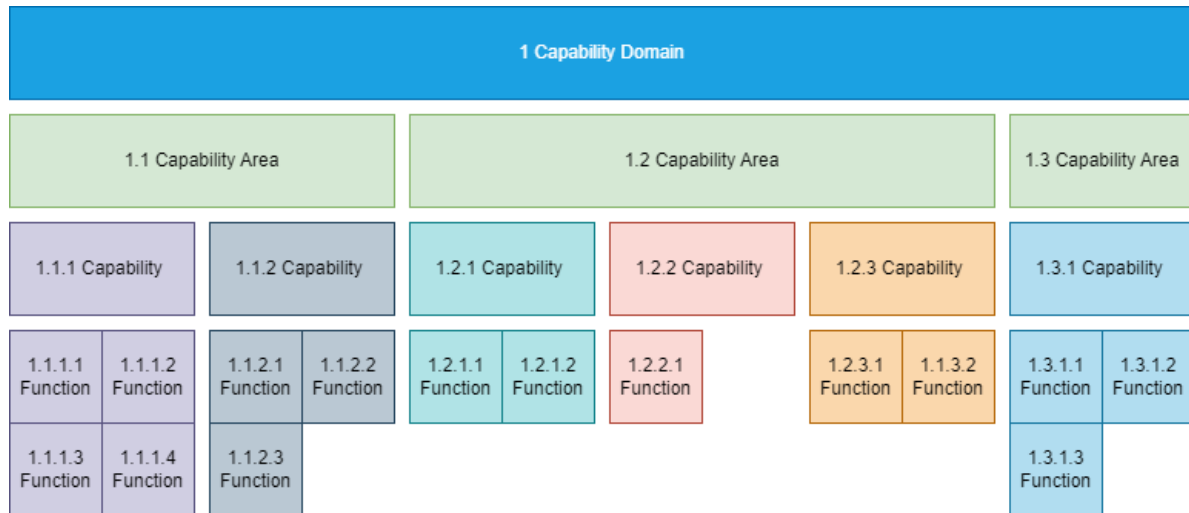 1 Capability Domain
1.1 Capability Area
1.2 Capability Area
1.3 Capability Area
1.1.1 Capability
1.1.2 Capability
1.2.1 Capability
1.2.2 Capability
1.2.3 Capability
1.3.1 Capability
1.1.1.1
Function
1.1.1.2
Function
1.1.2.1
Function
1.1.2.2
Function
1.2.1.1
Function
1.2.1.2
Function
1.2.2.1
Function
1.2.3.1
Function
1.1.3.2
Function
1.3.1.1
Function
1.3.1.2
Function
1.1.1.3
Function
1.1.1.4
Function
1.1.2.3
Function
1.3.1.3
Function